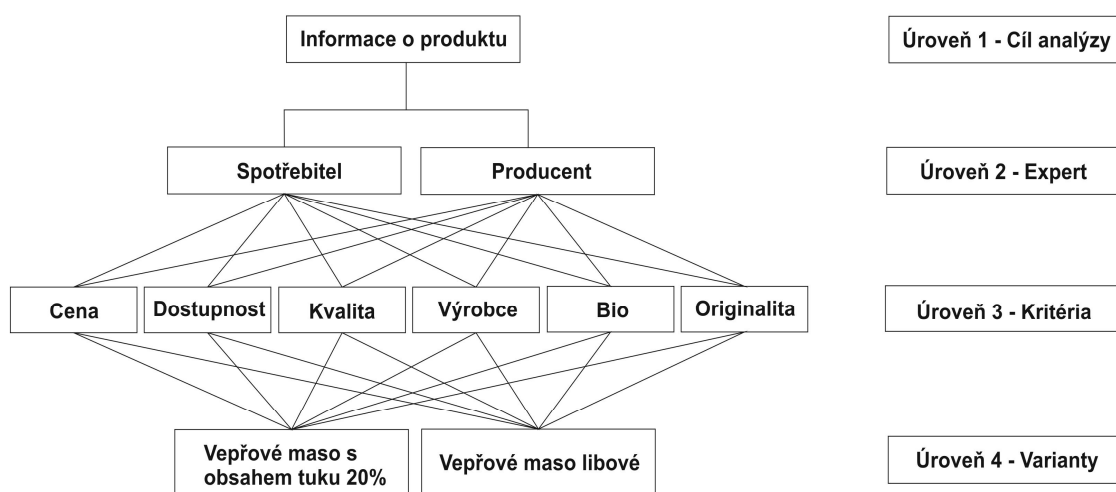 Informace o produktu
Úroveň 1 - Cíl analýzy
Spotřebitel
Producent
Úroveň 2 - Expert
Cena
Dostupnost
Kvalita
Výrobce
Bio
Originalita
Úroveň 3 - Kritéria
Vepřové maso s
obsahem tuku 20%
Vepřové maso libové
Úroveň 4 - Varianty